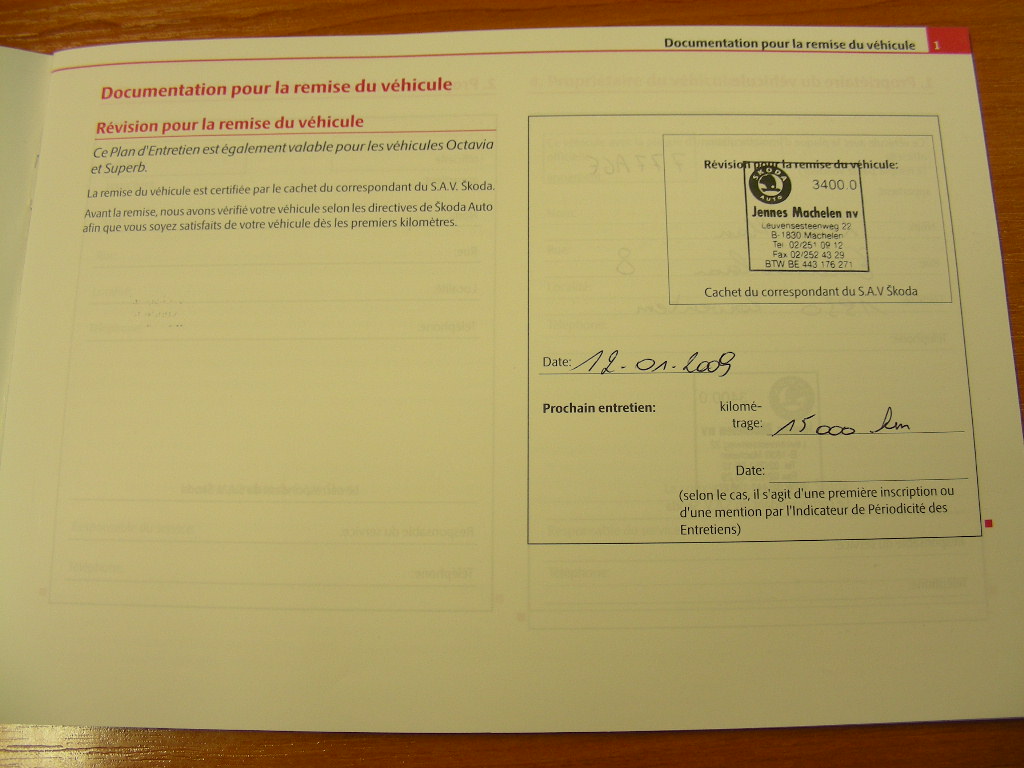 Documentation pour la remise du véhicule 1
Documentation pour la remise du véhicule
Révision pour la remise du véhicule
Ce Plan d'Entretien est également valable pour les véhicules Octavia
et Superb.
La remise du véhicule est certifiée par le cachet du correspondant du S.A.V. Škoda.
Avant la remise, nous avons vérifié votre véhicule selon les directives de Škoda Auto
afin que vous soyez satisfaits de votre véhicule dès les premiers kilomètres.
Révision pour la remise du véhicule:
ŠKODA
AUTO
3400.0
Jennes Machelen nv
Leuvensesteenweg 22
B-1830 Machelen
Tel 02/251 09 12
Fax 02/252 43 29
BTW BE 443 176 271
Cachet du correspondant du S.A.V Škoda
Date: 12-01-2009
Prochain entretien: kilomé-
trage: 15000 km
Date:
(selon le cas, il s'agit d'une première inscription ou
d'une mention par l'Indicateur de Périodicité des
Entretiens)